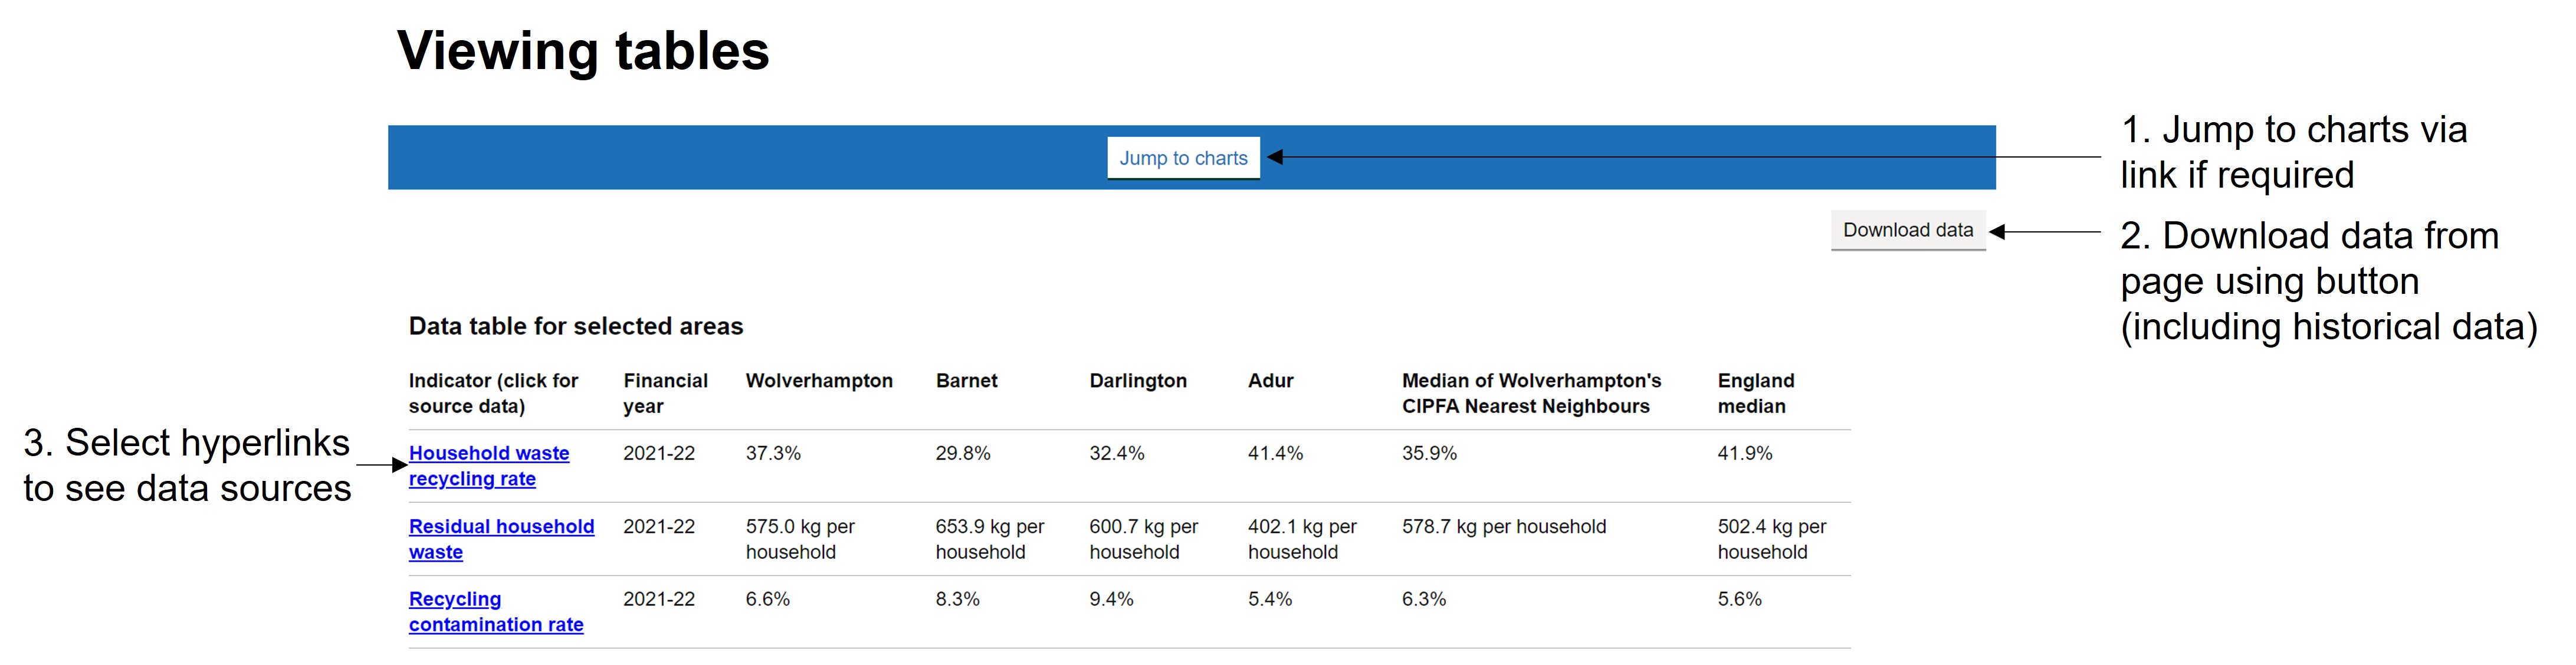 Viewing tables
Jump to charts
1. Jump to charts via
link if required
Download data
2. Download data from
page using button
(including historical data)
Data table for selected areas
Indicator (click for source data) Financial year Wolverhampton Barnet Darlington Adur Median of Wolverhampton's CIPFA Nearest Neighbours England median
3. Select hyperlinks
to see data sources
Household waste recycling rate 2021-22 37.3% 29.8% 32.4% 41.4% 35.9% 41.9%
Residual household waste 2021-22 575.0 kg per household 653.9 kg per household 600.7 kg per household 402.1 kg per household 578.7 kg per household 502.4 kg per household
Recycling contamination rate 2021-22 6.6% 8.3% 9.4% 5.4% 6.3% 5.6%